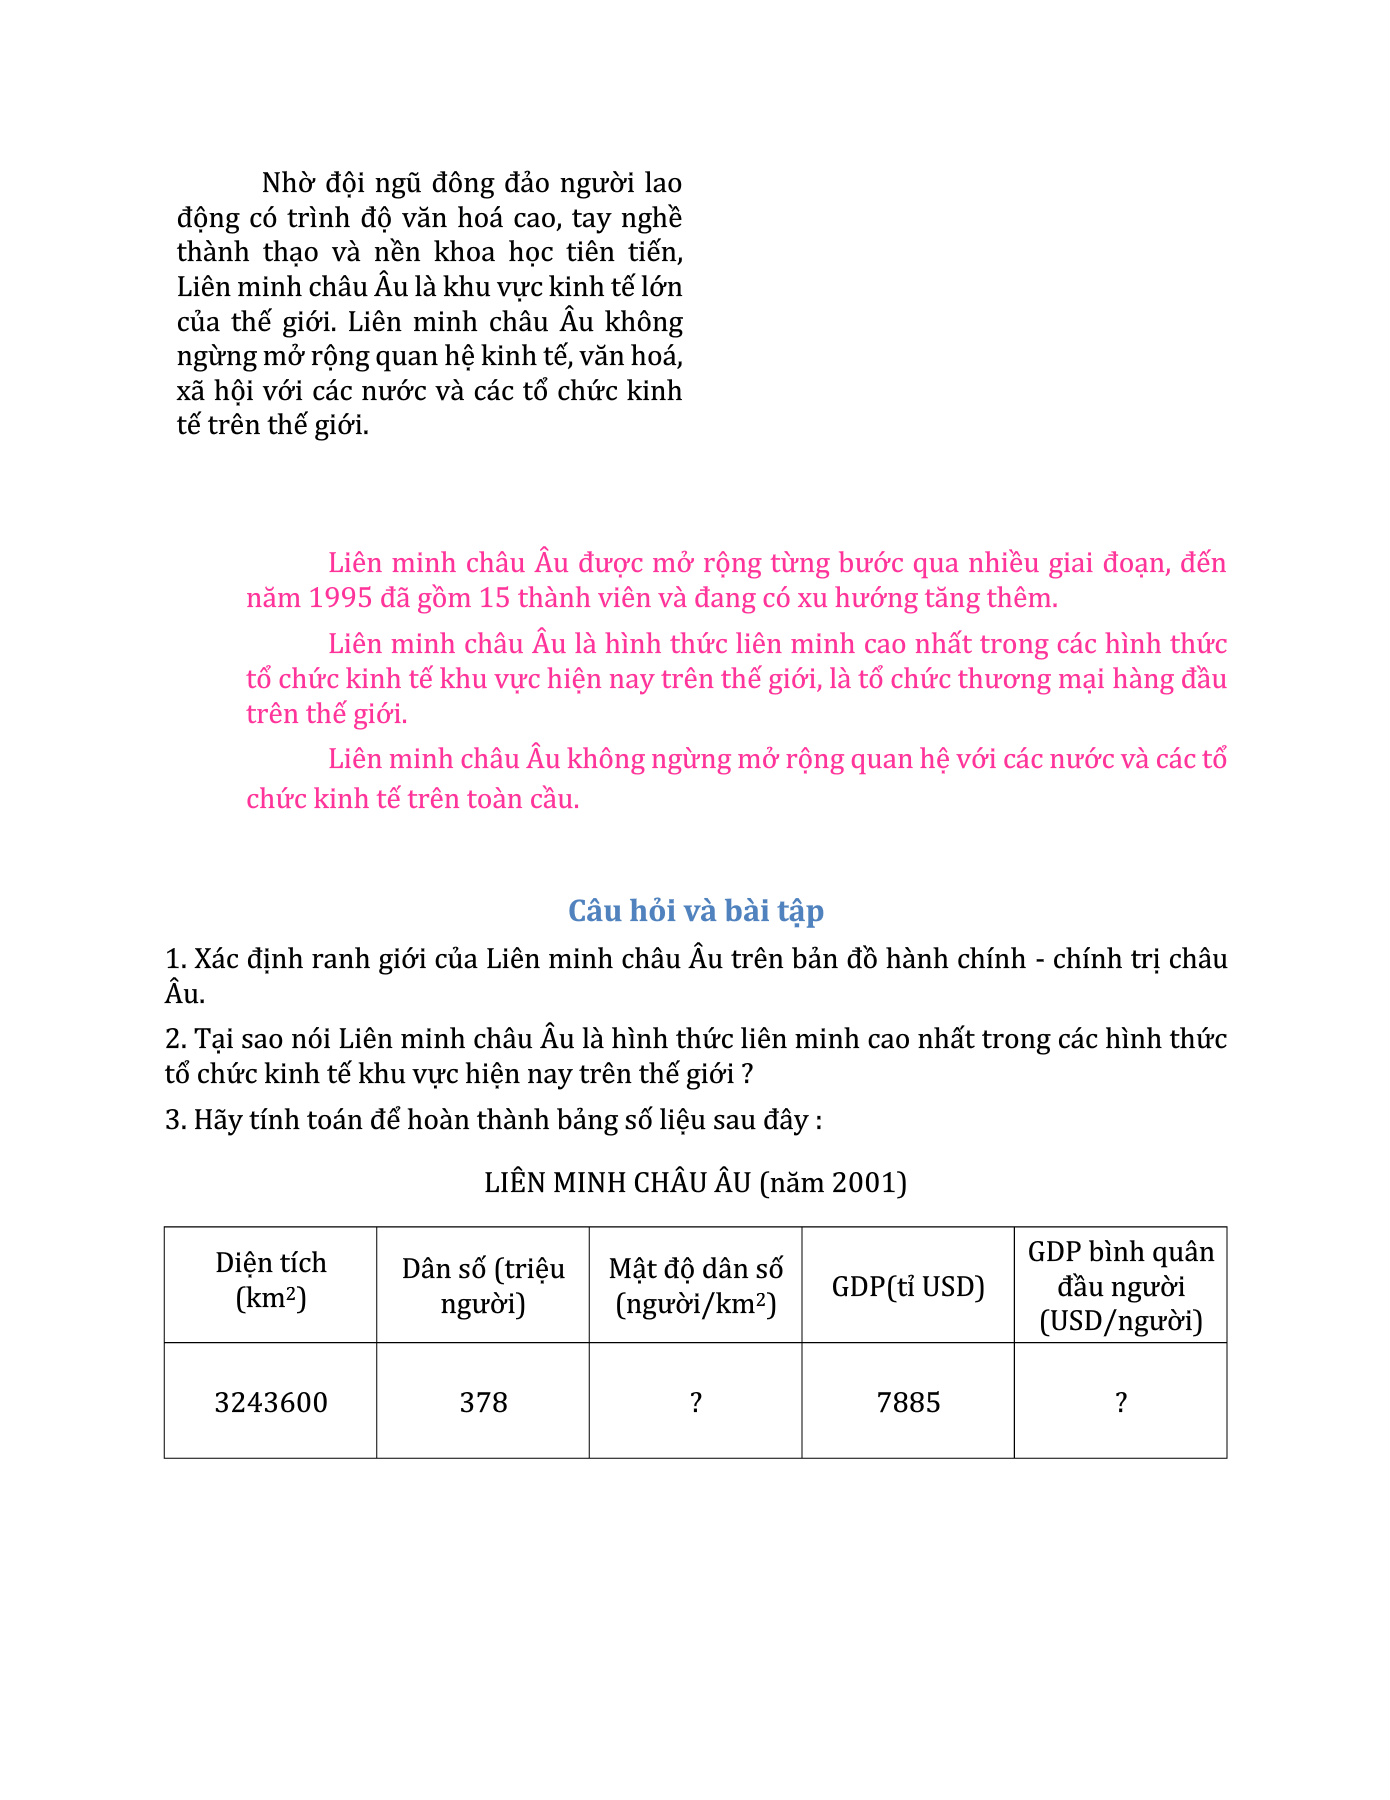 Nhờ đội ngũ đông đảo người lao
động có trình độ văn hoá cao, tay nghề
thành thạo và nền khoa học tiên tiến,
Liên minh châu Âu là khu vực kinh tế lớn
của thế giới. Liên minh châu Âu không
ngừng mở rộng quan hệ kinh tế, văn hoá,
xã hội với các nước và các tổ chức kinh
tế trên thế giới.
Liên minh châu Âu được mở rộng từng bước qua nhiều giai đoạn, đến
năm 1995 đã gồm 15 thành viên và đang có xu hướng tăng thêm.
Liên minh châu Âu là hình thức liên minh cao nhất trong các hình thức
tổ chức kinh tế khu vực hiện nay trên thế giới, là tổ chức thương mại hàng đầu
trên thế giới.
Liên minh châu Âu không ngừng mở rộng quan hệ với các nước và các tổ
chức kinh tế trên toàn cầu.
Câu hỏi và bài tập
1. Xác định ranh giới của Liên minh châu Âu trên bản đồ hành chính - chính trị châu
Âu.
2. Tại sao nói Liên minh châu Âu là hình thức liên minh cao nhất trong các hình thức
tổ chức kinh tế khu vực hiện nay trên thế giới ?
3. Hãy tính toán để hoàn thành bảng số liệu sau đây :
LIÊN MINH CHÂU ÂU (năm 2001)
Diện tích
(km²)
Dân số (triệu
người)
Mật độ dân số
(người/km²)
GDP(tỉ USD)
GDP bình quân
đầu người
(USD/người)
3243600
378
?
7885
?